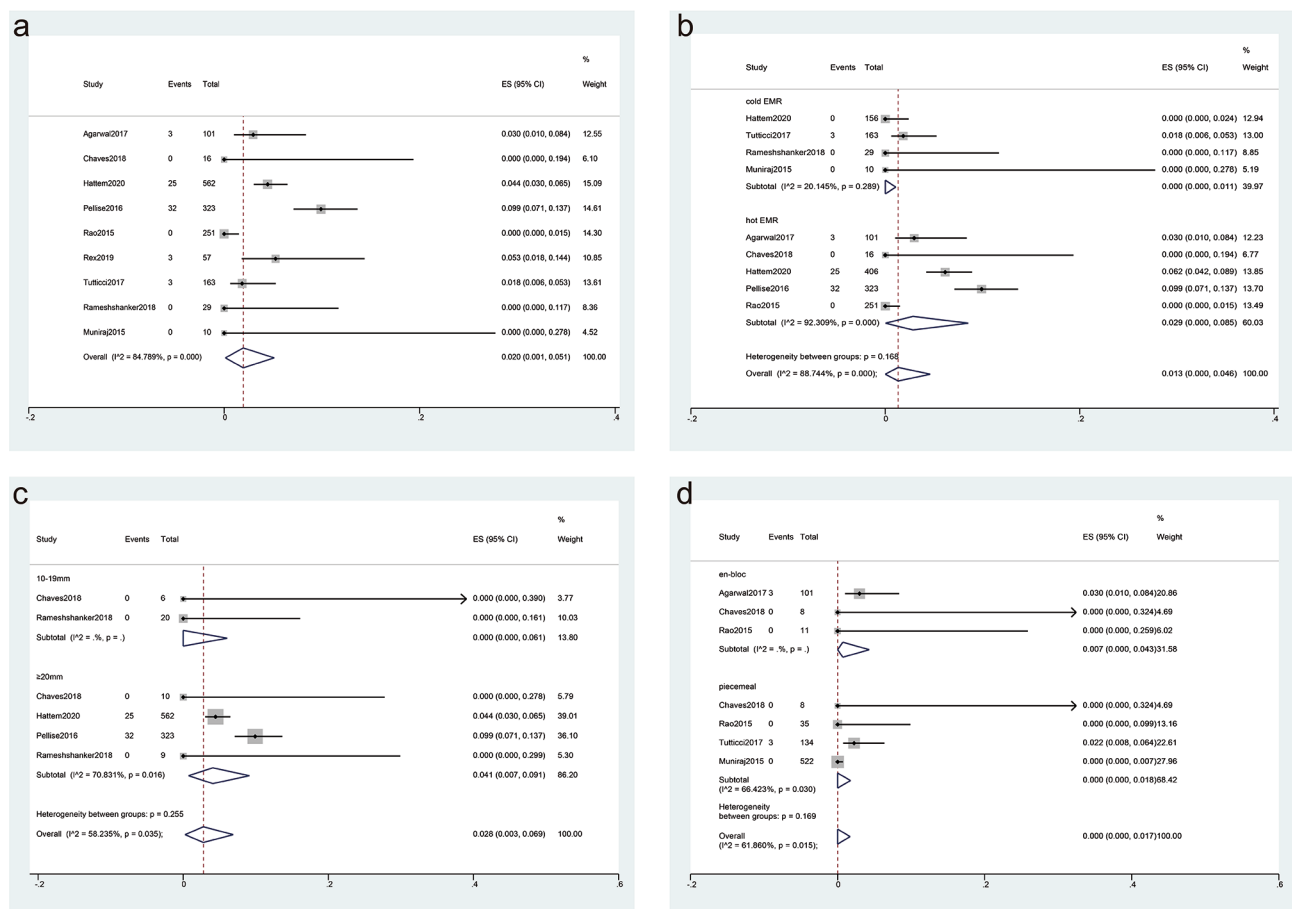 a
%
Study Events Total ES (95% CI) Weight
Agarwal2017 3 101 0.030 (0.010, 0.084) 12.55
Chaves2018 0 16 0.000 (0.000, 0.194) 6.10
Hattem2020 25 562 0.044 (0.030, 0.065) 15.09
Pellise2016 32 323 0.099 (0.071, 0.137) 14.61
Rao2015 0 251 0.000 (0.000, 0.015) 14.30
Rex2019 3 57 0.053 (0.018, 0.144) 10.85
Tutticci2017 3 163 0.018 (0.006, 0.053) 13.61
Rameshshanker2018 0 29 0.000 (0.000, 0.117) 8.36
Muniraj2015 0 10 0.000 (0.000, 0.278) 4.52
Overall (I^2 = 84.789%, p = 0.000) 0.020 (0.001, 0.051) 100.00
-.2 0 .2 .4
b
%
Study Events Total ES (95% CI) Weight
cold EMR
Hattem2020 0 156 0.000 (0.000, 0.024) 12.94
Tutticci2017 3 163 0.018 (0.006, 0.053) 13.00
Rameshshanker2018 0 29 0.000 (0.000, 0.117) 8.85
Muniraj2015 0 10 0.000 (0.000, 0.278) 5.19
Subtotal (I^2 = 20.145%, p = 0.289) 0.000 (0.000, 0.011) 39.97
hot EMR
Agarwal2017 3 101 0.030 (0.010, 0.084) 12.23
Chaves2018 0 16 0.000 (0.000, 0.194) 6.77
Hattem2020 25 406 0.062 (0.042, 0.089) 13.85
Pellise2016 32 323 0.099 (0.071, 0.137) 13.70
Rao2015 0 251 0.000 (0.000, 0.015) 13.49
Subtotal (I^2 = 92.309%, p = 0.000) 0.029 (0.000, 0.085) 60.03
Heterogeneity between groups: p = 0.168
Overall (I^2 = 88.744%, p = 0.000); 0.013 (0.000, 0.046) 100.00
-.2 0 .2 .4
c
%
Study Events Total ES (95% CI) Weight
10-19mm
Chaves2018 0 6 0.000 (0.000, 0.390) 3.77
Rameshshanker2018 0 20 0.000 (0.000, 0.161) 10.03
Subtotal (I^2 = .%, p = .) 0.000 (0.000, 0.061) 13.80
≥20mm
Chaves2018 0 10 0.000 (0.000, 0.278) 5.79
Hattem2020 25 562 0.044 (0.030, 0.065) 39.01
Pellise2016 32 323 0.099 (0.071, 0.137) 36.10
Rameshshanker2018 0 9 0.000 (0.000, 0.299) 5.30
Subtotal (I^2 = 70.831%, p = 0.016) 0.041 (0.007, 0.091) 86.20
Heterogeneity between groups: p = 0.255
Overall (I^2 = 58.235%, p = 0.035); 0.028 (0.003, 0.069) 100.00
-.2 0 .2 .4 .6
d
%
Study Events Total ES (95% CI) Weight
en-bloc
Agarwal2017 3 101 0.030 (0.010, 0.084)20.86
Chaves2018 0 8 0.000 (0.000, 0.324)4.69
Rao2015 0 11 0.000 (0.000, 0.259)6.02
Subtotal (I^2 = .%, p = .) 0.007 (0.000, 0.043)31.58
piecemeal
Chaves2018 0 8 0.000 (0.000, 0.324)4.69
Rao2015 0 35 0.000 (0.000, 0.099)13.16
Tutticci2017 3 134 0.022 (0.008, 0.064)22.61
Muniraj2015 0 522 0.000 (0.000, 0.007)27.96
Subtotal 0.000 (0.000, 0.018)68.42
(I^2 = 66.423%, p = 0.030)
Heterogeneity
between groups: p = 0.169
Overall 0.000 (0.000, 0.017)100.00
(I^2 = 61.860%, p = 0.015);
-.2 0 .2 .4 .6